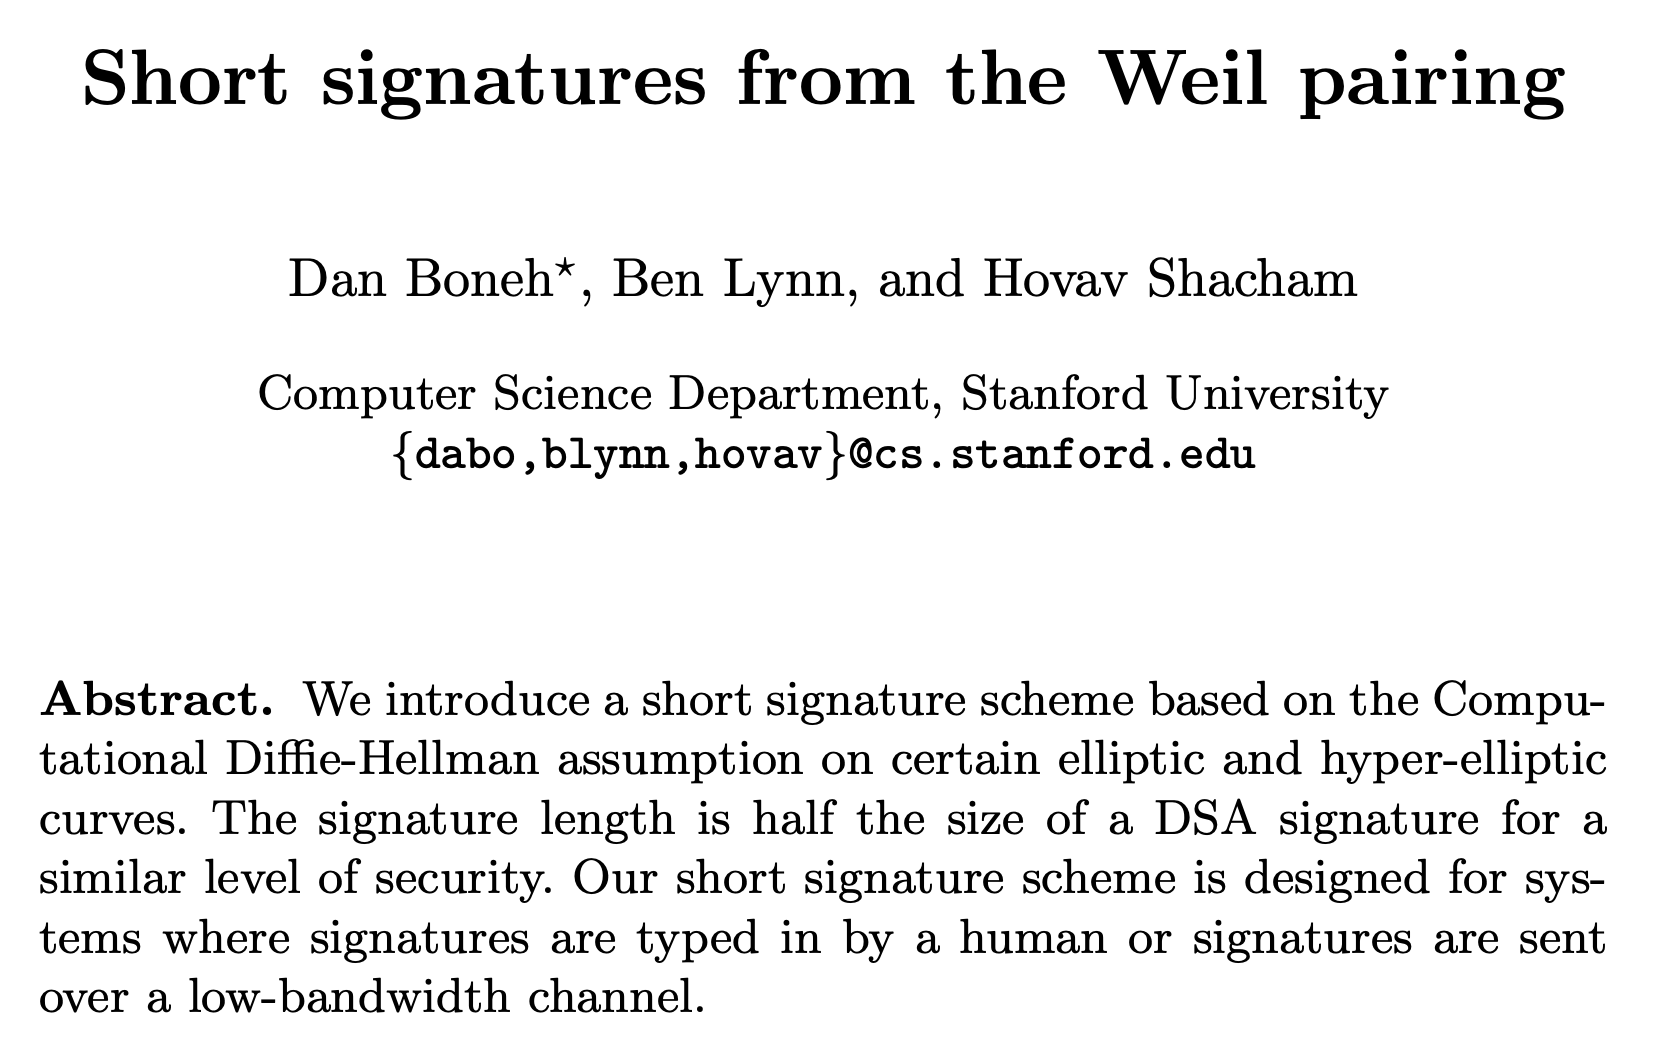 Short signatures from the Weil pairing
Dan Boneh⋆, Ben Lynn, and Hovav Shacham
Computer Science Department, Stanford University
{dabo,blynn,hovav}@cs.stanford.edu
Abstract. We introduce a short signature scheme based on the Compu-
tational Diffie-Hellman assumption on certain elliptic and hyper-elliptic
curves. The signature length is half the size of a DSA signature for a
similar level of security. Our short signature scheme is designed for sys-
tems where signatures are typed in by a human or signatures are sent
over a low-bandwidth channel.